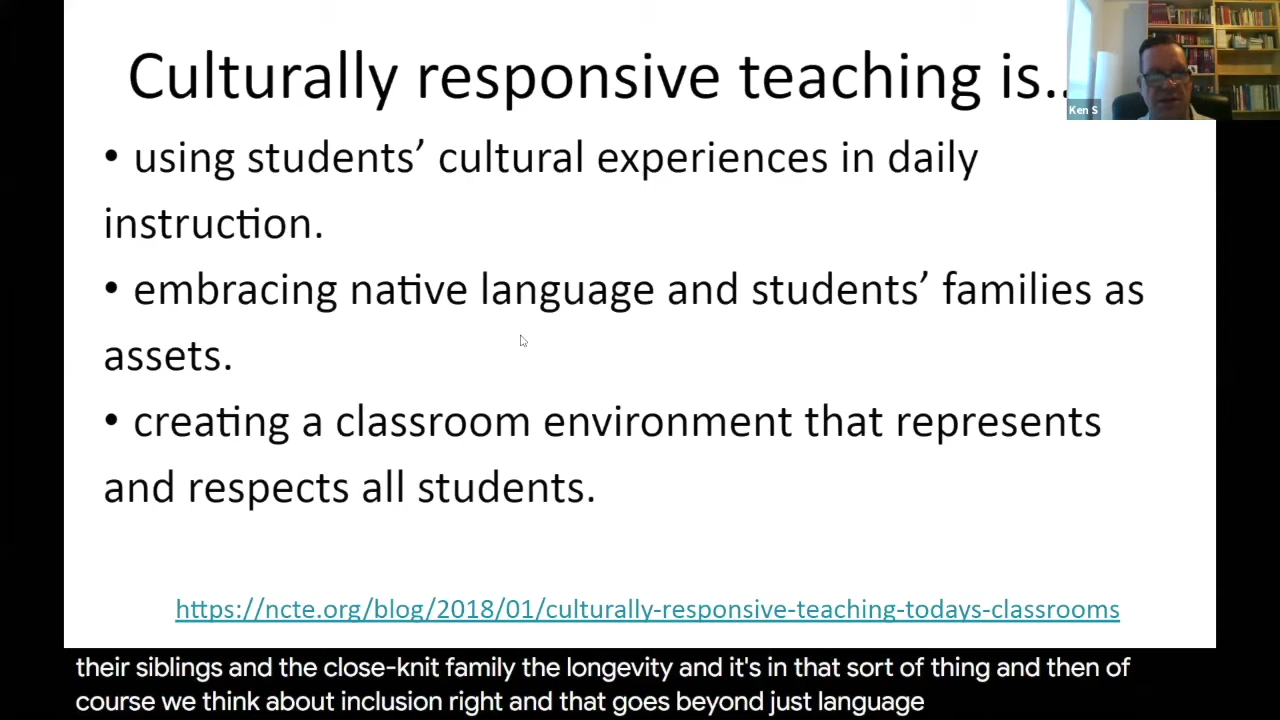 Culturally responsive teaching is..
Ken S
• using students’ cultural experiences in daily
instruction.
• embracing native language and students’ families as
assets.
• creating a classroom environment that represents
and respects all students.
https://ncte.org/blog/2018/01/culturally-responsive-teaching-todays-classrooms
their siblings and the close-knit family the longevity and it's in that sort of thing and then of
course we think about inclusion right and that goes beyond just language